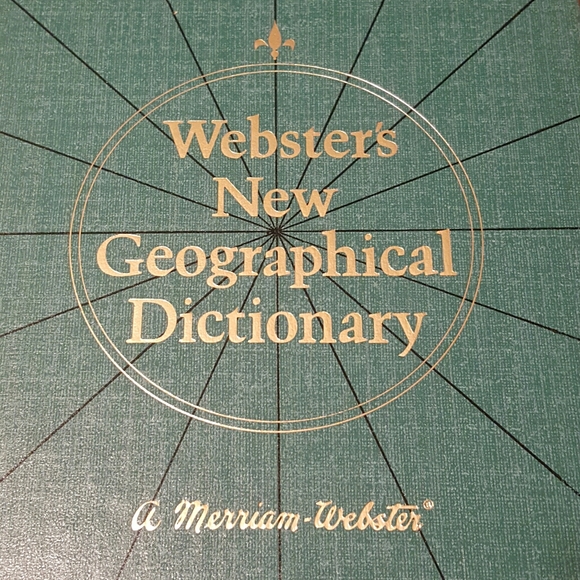 Webster's
New
Geographical
Dictionary
A Merriam-Webster®